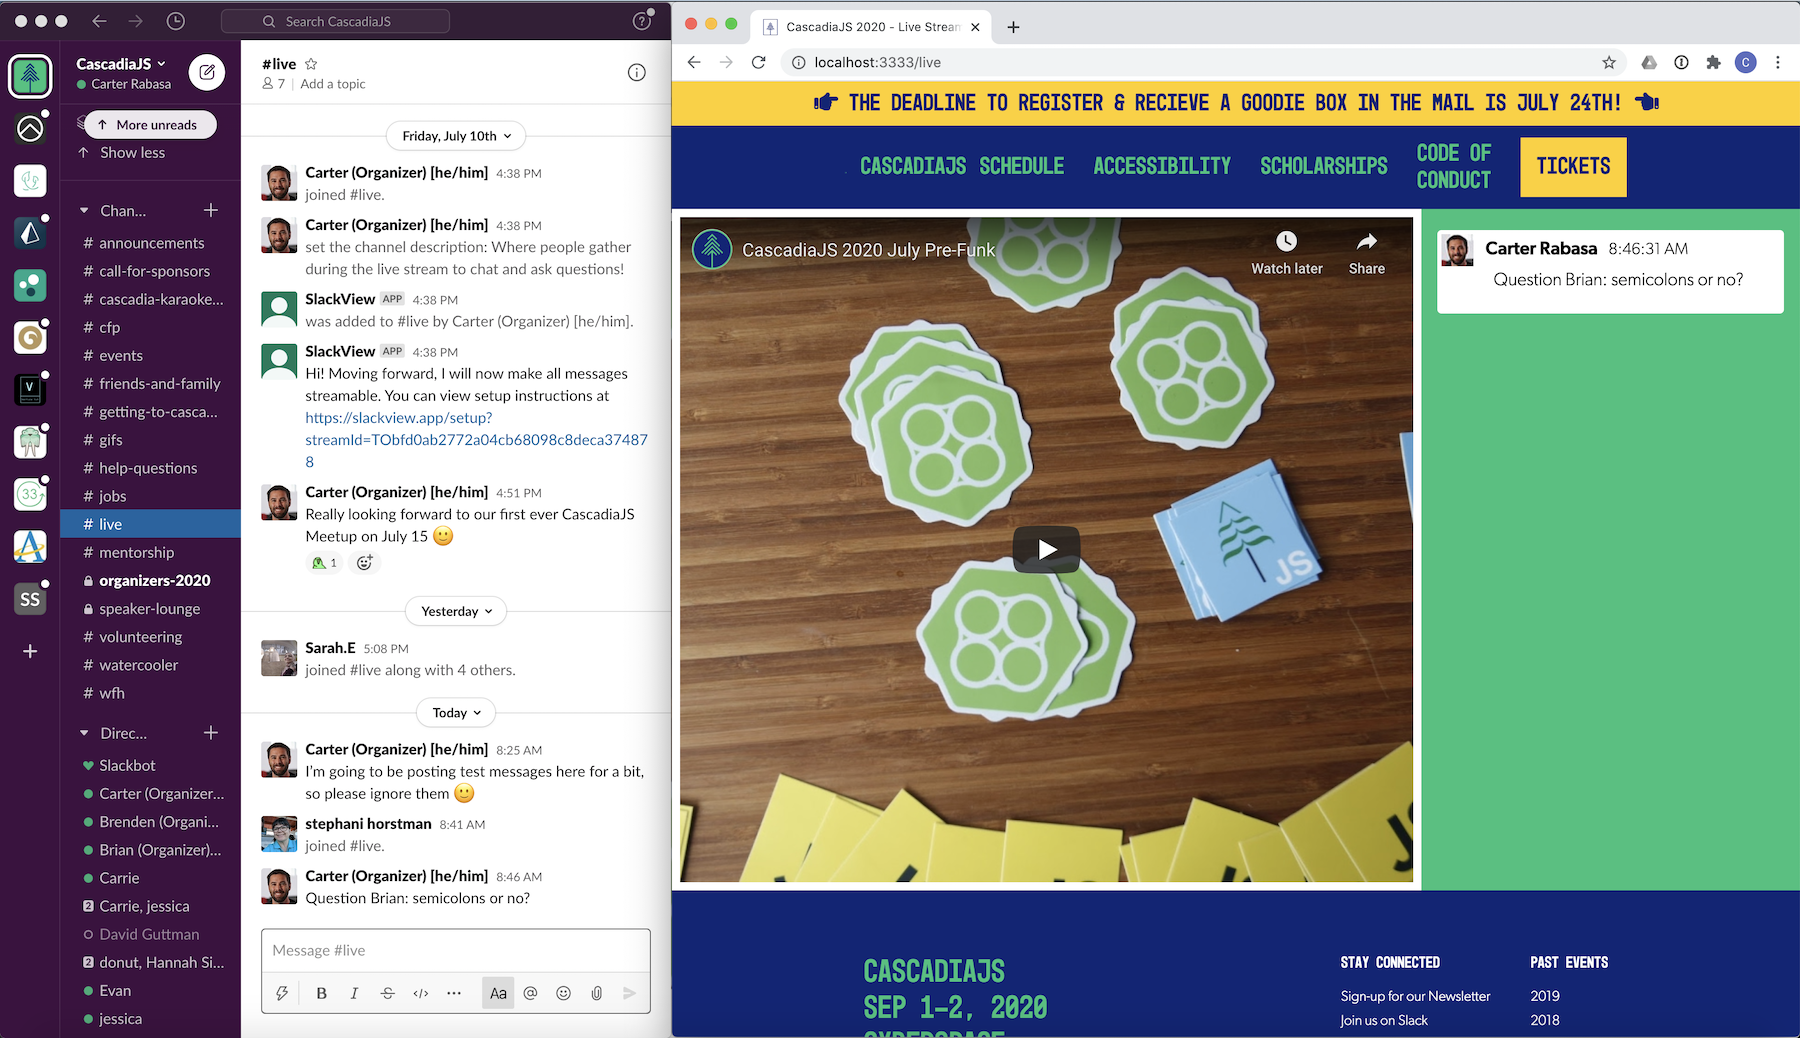 Search CascadiaJS
CascadiaJS
Carter Rabasa
More unreads
Show less
Chan...
# announcements
# call-for-sponsors
# cascadia-karaoke...
# cfp
# events
# friends-and-family
# getting-to-casca...
# gifs
# help-questions
# jobs
# live
# mentorship
organizers-2020
speaker-lounge
# volunteering
# watercooler
# wfh
Direc...
Slackbot
Carter (Organizer...
Brenden (Organi...
Brian (Organizer)...
Carrie
2 Carrie, jessica
David Guttman
2 donut, Hannah Si...
Evan
jessica
V
33
SS
#live
7 | Add a topic
Friday, July 10th
Carter (Organizer) [he/him] 4:38 PM
joined #live.
Carter (Organizer) [he/him] 4:38 PM
set the channel description: Where people gather
during the live stream to chat and ask questions!
SlackView APP 4:38 PM
was added to #live by Carter (Organizer) [he/him].
SlackView APP 4:38 PM
Hi! Moving forward, I will now make all messages
streamable. You can view setup instructions at
https://slackview.app/setup?
streamId=TObfd0ab2772a04cb68098c8deca37487
8
Carter (Organizer) [he/him] 4:51 PM
Really looking forward to our first ever CascadiaJS
Meetup on July 15
1
Yesterday
Sarah.E 5:08 PM
joined #live along with 4 others.
Today
Carter (Organizer) [he/him] 8:25 AM
I'm going to be posting test messages here for a bit,
so please ignore them
stephani horstman 8:41 AM
joined #live.
Carter (Organizer) [he/him] 8:46 AM
Question Brian: semicolons or no?
Message #live
B I S </> ... Aa @
CascadiaJS 2020 - Live Stream
localhost:3333/live
C
THE DEADLINE TO REGISTER & RECIEVE A GOODIE BOX IN THE MAIL IS JULY 24TH!
CASCADIAJS SCHEDULE ACCESSIBILITY SCHOLARSHIPS CODE OF
CONDUCT
TICKETS
CascadiaJS 2020 July Pre-Funk
Watch later Share
JS
Carter Rabasa 8:46:31 AM
Question Brian: semicolons or no?
CASCADIAJS
SEP 1-2, 2020
CYBERSPACE
STAY CONNECTED
Sign-up for our Newsletter
Join us on Slack
PAST EVENTS
2019
2018